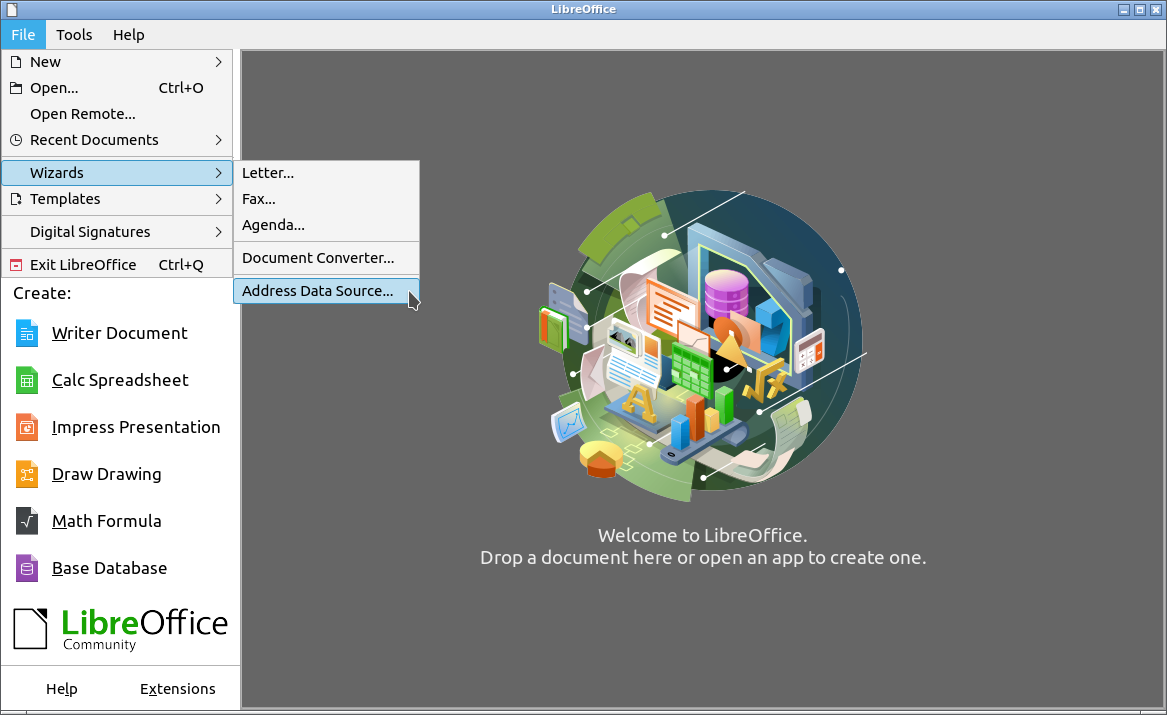 LibreOffice
File Tools Help
New
Open... Ctrl+O
Open Remote...
Recent Documents
Wizards
Templates
Digital Signatures
Exit LibreOffice Ctrl+Q
Letter...
Fax...
Agenda...
Document Converter...
Address Data Source...
Create:
Writer Document
Calc Spreadsheet
Impress Presentation
Draw Drawing
Math Formula
Base Database
LibreOffice
Community
Help Extensions
Welcome to LibreOffice.
Drop a document here or open an app to create one.